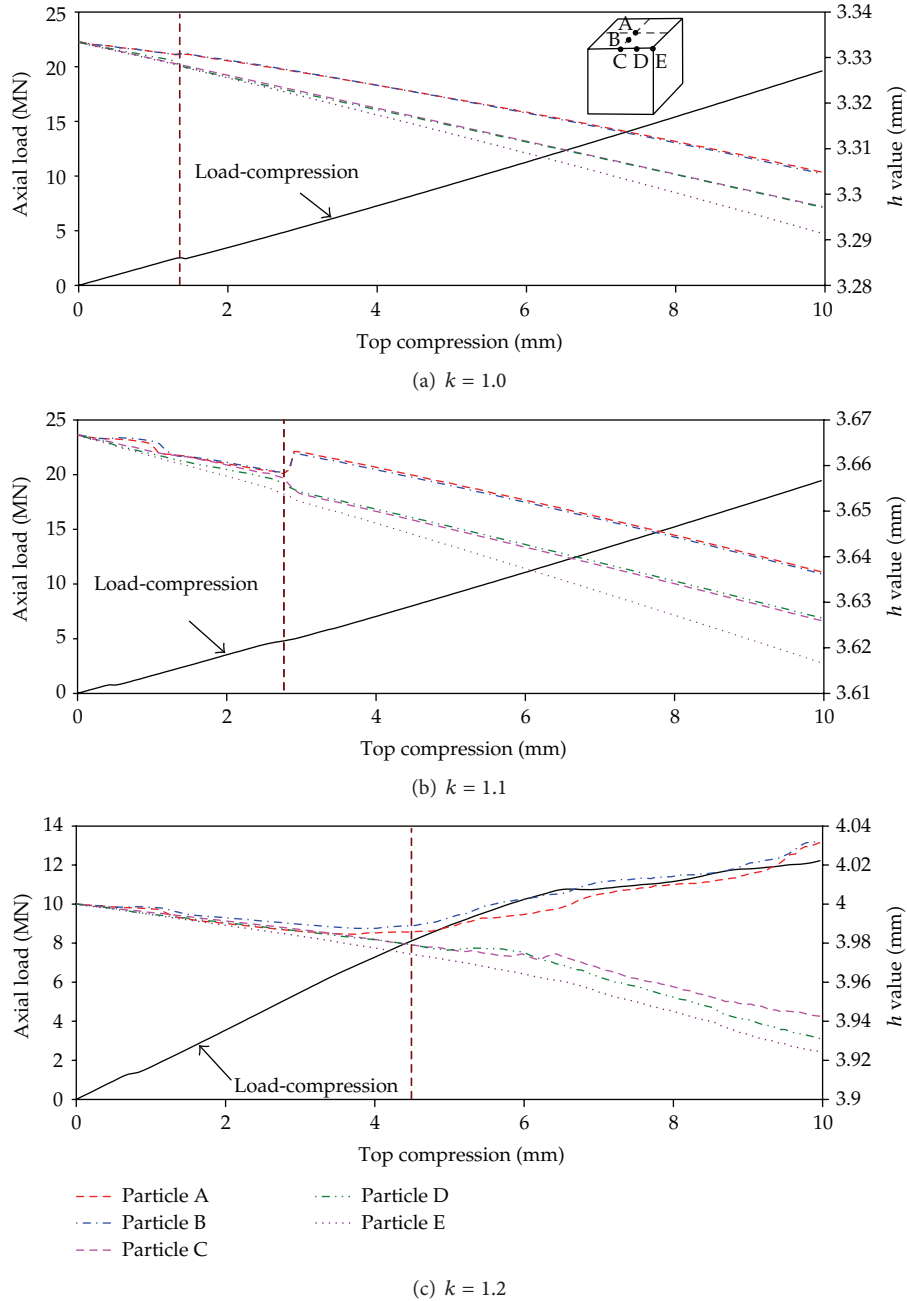 25
20
15
10
5
0
Axial load (MN)
3.34
3.33
3.32
3.31
3.3
3.29
3.28
h value (mm)
A
B
C D E
Load-compression
0 2 4 6 8 10
Top compression (mm)
(a) k = 1.0
25
20
15
10
5
0
Axial load (MN)
3.67
3.66
3.65
3.64
3.63
3.62
3.61
h value (mm)
Load-compression
0 2 4 6 8 10
Top compression (mm)
(b) k = 1.1
14
12
10
8
6
4
2
0
Axial load (MN)
4.04
4.02
4
3.98
3.96
3.94
3.92
3.9
h value (mm)
Load-compression
0 2 4 6 8 10
Top compression (mm)
Particle A
Particle B
Particle C
Particle D
Particle E
(c) k = 1.2